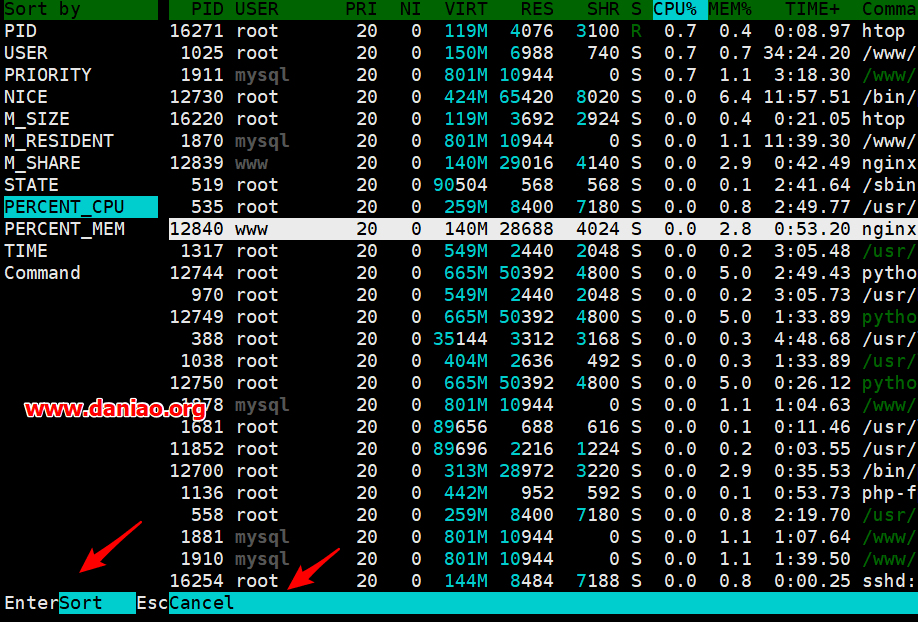 Sort by PID USER PRI NI VIRT RES SHR S CPU% MEM% TIME+ Comma
PID 16271 root 20 0 119M 4076 3100 R 0.7 0.4 0:08.97 htop
USER 1025 root 20 0 150M 6988 740 S 0.7 0.7 34:24.20 /www/
PRIORITY 1911 mysql 20 0 801M 10944 0 S 0.7 1.1 3:18.30 /www/
NICE 12730 root 20 0 424M 65420 8020 S 0.0 6.4 11:57.51 /bin/
M_SIZE 16220 root 20 0 119M 3692 2924 S 0.0 0.4 0:21.05 htop
M_RESIDENT 1870 mysql 20 0 801M 10944 0 S 0.0 1.1 11:39.30 /www/
M_SHARE 12839 www 20 0 140M 29016 4140 S 0.0 2.9 0:42.49 nginx
STATE 519 root 20 0 90504 568 568 S 0.0 0.1 2:41.64 /sbin
PERCENT_CPU 535 root 20 0 259M 8400 7180 S 0.0 0.8 2:49.77 /usr/
PERCENT_MEM 12840 www 20 0 140M 28688 4024 S 0.0 2.8 0:53.20 nginx
TIME 1317 root 20 0 549M 2440 2048 S 0.0 0.2 3:05.48 /usr/
Command 12744 root 20 0 665M 50392 4800 S 0.0 5.0 2:49.43 pytho
970 root 20 0 549M 2440 2048 S 0.0 0.2 3:05.73 /usr/
12749 root 20 0 665M 50392 4800 S 0.0 5.0 1:33.89 pytho
388 root 20 0 35144 3312 3168 S 0.0 0.3 4:48.68 /usr/
1038 root 20 0 404M 2636 492 S 0.0 0.3 1:33.89 /usr/
12750 root 20 0 665M 50392 4800 S 0.0 5.0 0:26.12 pytho
www.daniao.org mysql 20 0 801M 10944 0 S 0.0 1.1 1:04.63 /www/
1681 root 20 0 89656 688 616 S 0.0 0.1 0:11.46 /usr/
11852 root 20 0 89696 2216 1224 S 0.0 0.2 0:03.55 /usr/
12700 root 20 0 313M 28972 3220 S 0.0 2.9 0:35.53 /bin/
1136 root 20 0 442M 952 592 S 0.0 0.1 0:53.73 php-f
558 root 20 0 259M 8400 7180 S 0.0 0.8 2:19.70 /usr/
1881 mysql 20 0 801M 10944 0 S 0.0 1.1 1:07.64 /www/
1910 mysql 20 0 801M 10944 0 S 0.0 1.1 1:39.50 /www/
16254 root 20 0 144M 8484 7188 S 0.0 0.8 0:00.25 sshd:
EnterSort EscCancel